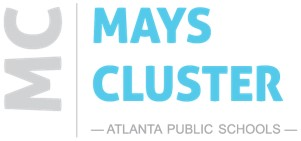 MC
MAYS
CLUSTER
— ATLANTA PUBLIC SCHOOLS —